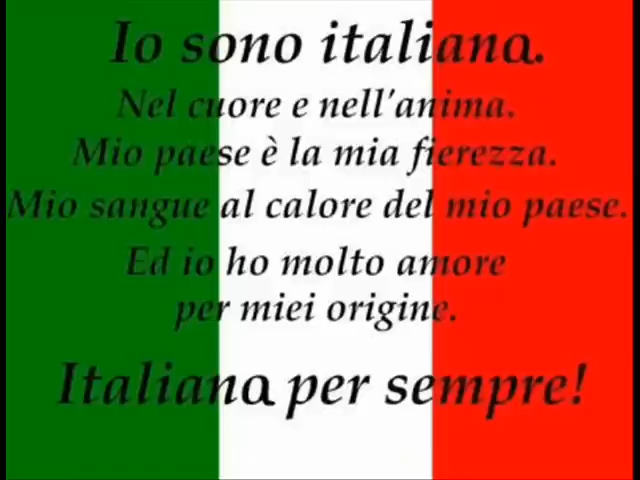 Io sono italiana.
Nel cuore e nell'anima.
Mio paese è la mia fierezza.
Mio sangue al calore del mio paese.
Ed io ho molto amore
per miei origine.
Italiana per sempre!